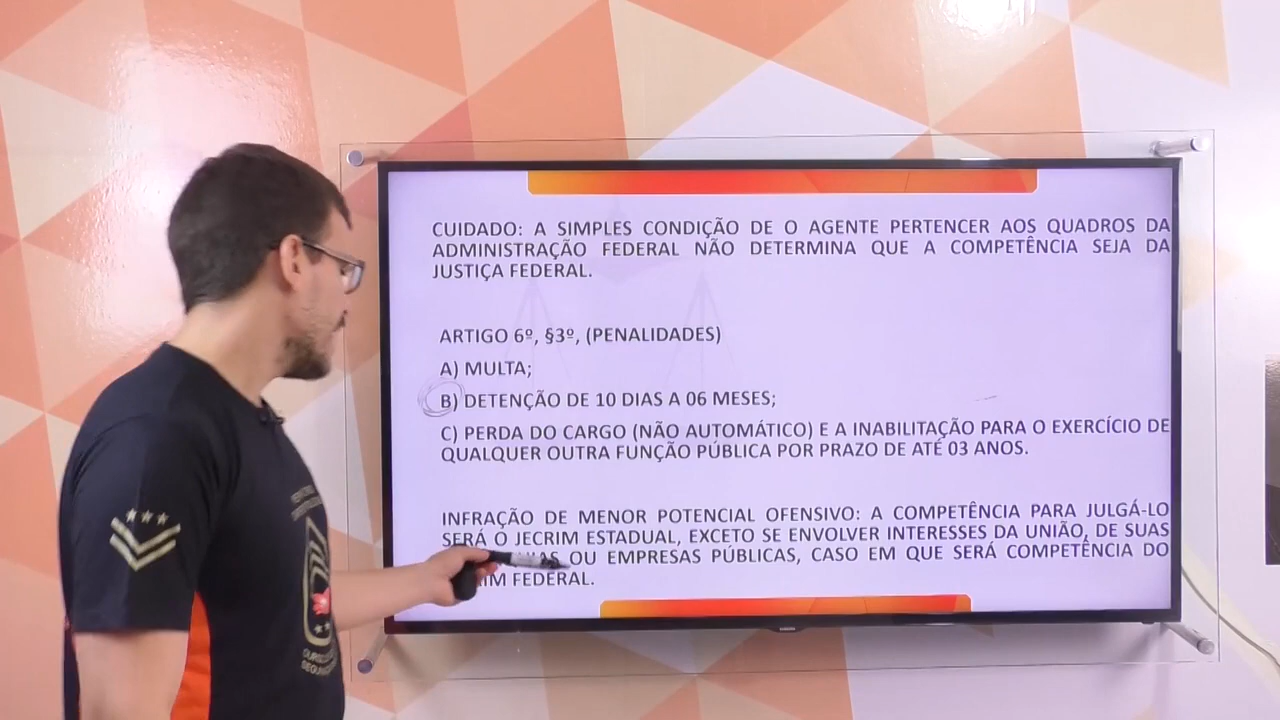 CUIDADO: A SIMPLES CONDIÇÃO DE O AGENTE PERTENCER AOS QUADROS DA
ADMINISTRAÇÃO FEDERAL NÃO DETERMINA QUE A COMPETÊNCIA SEJA DA
JUSTIÇA FEDERAL.
ARTIGO 6º, §3º, (PENALIDADES)
A) MULTA;
B) DETENÇÃO DE 10 DIAS A 06 MESES;
C) PERDA DO CARGO (NÃO AUTOMÁTICO) E A INABILITAÇÃO PARA O EXERCÍCIO DE
QUALQUER OUTRA FUNÇÃO PÚBLICA POR PRAZO DE ATÉ 03 ANOS.
INFRAÇÃO DE MENOR POTENCIAL OFENSIVO: A COMPETÊNCIA PARA JULGÁ-LO
SERÁ O JECRIM ESTADUAL, EXCETO SE ENVOLVER INTERESSES DA UNIÃO, DE SUAS
OU EMPRESAS PÚBLICAS, CASO EM QUE SERÁ COMPETÊNCIA DO
FEDERAL.